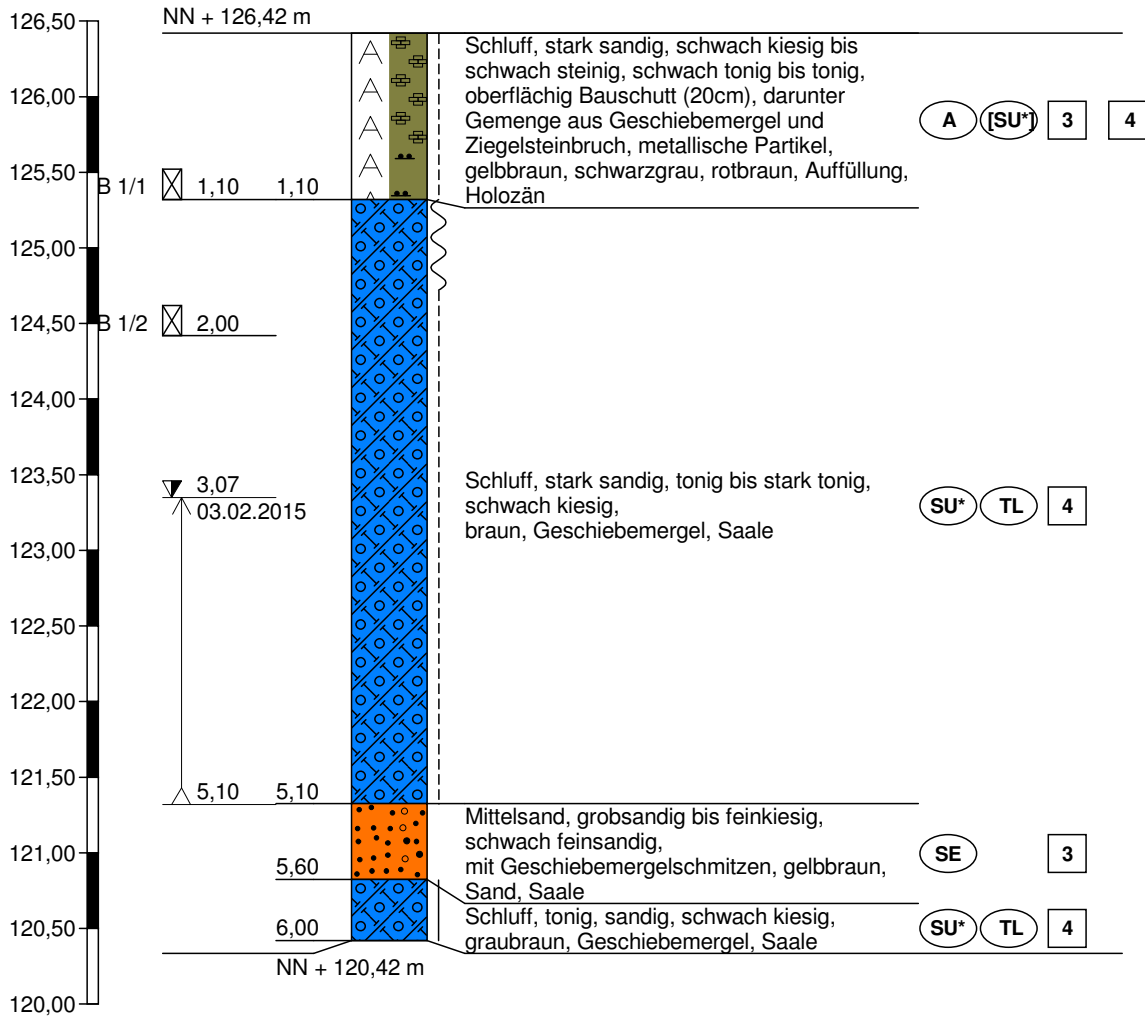 126,50
NN + 126,42 m
Schluff, stark sandig, schwach kiesig bis
schwach steinig, schwach tonig bis tonig,
oberflächig Bauschutt (20cm), darunter
Gemenge aus Geschiebemergel und
Ziegelsteinbruch, metallische Partikel,
gelbbraun, schwarzgrau, rotbraun, Auffüllung,
Holozän
A [SU*] 3 4
126,00
125,50
B 1/1 1,10 1,10
125,00
124,50
B 1/2 2,00
124,00
123,50
3,07
03.02.2015
Schluff, stark sandig, tonig bis stark tonig,
schwach kiesig,
braun, Geschiebemergel, Saale
SU* TL 4
123,00
122,50
122,00
121,50
5,10 5,10
Mittelsand, grobsandig bis feinkiesig,
schwach feinsandig,
mit Geschiebemergelschmitzen, gelbbraun,
Sand, Saale
SE 3
121,00
5,60
Schluff, tonig, sandig, schwach kiesig,
graubraun, Geschiebemergel, Saale
SU* TL 4
120,50
6,00
NN + 120,42 m
120,00